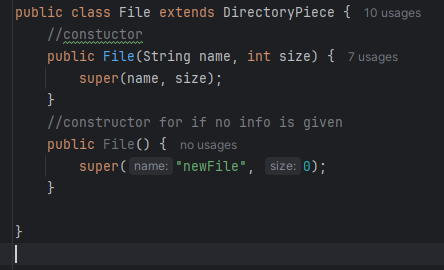 public class File extends DirectoryPiece { 10 usages
//constuctor
public File(String name, int size) { 7 usages
super(name, size);
}
//constructor for if no info is given
public File() { no usages
super( name: "newFile", size: 0);
}
}